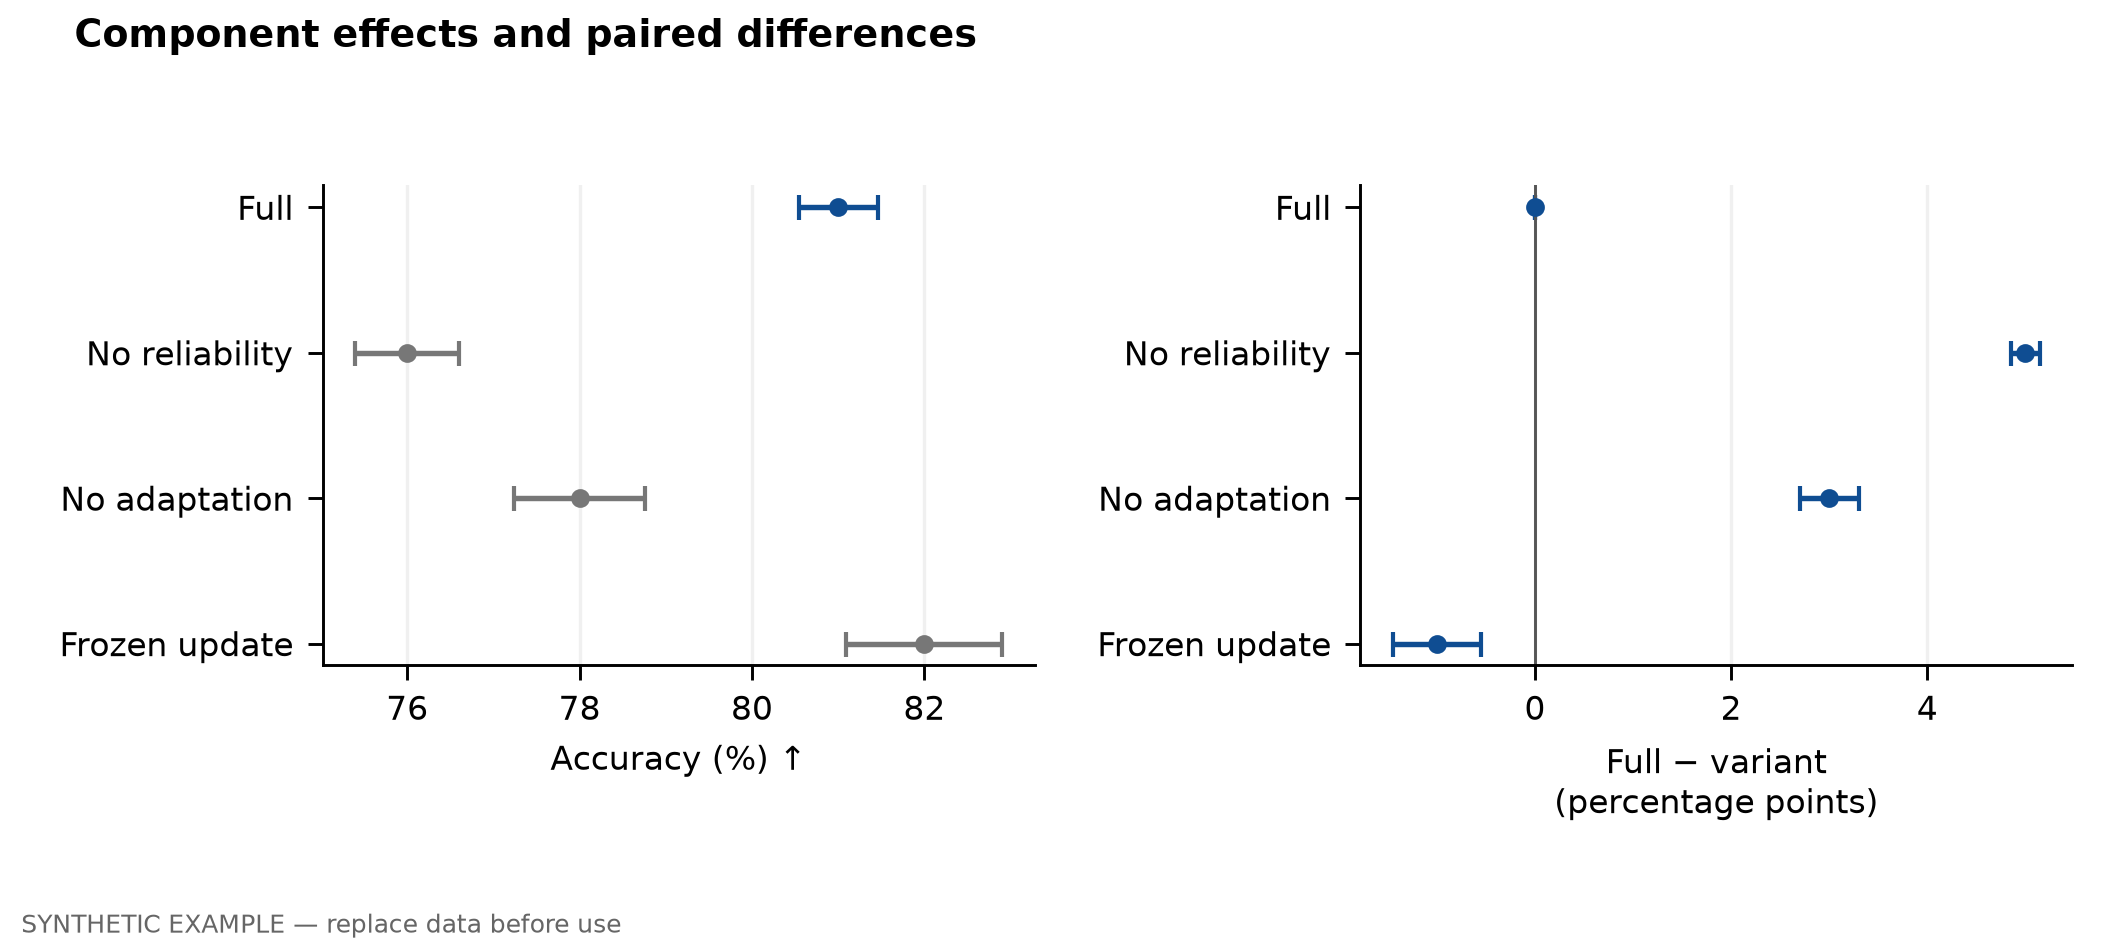 Component effects and paired differences
Full
No reliability
No adaptation
Frozen update
76 78 80 82
Accuracy (%) ↑
Full
No reliability
No adaptation
Frozen update
0 2 4
Full − variant
(percentage points)
SYNTHETIC EXAMPLE — replace data before use